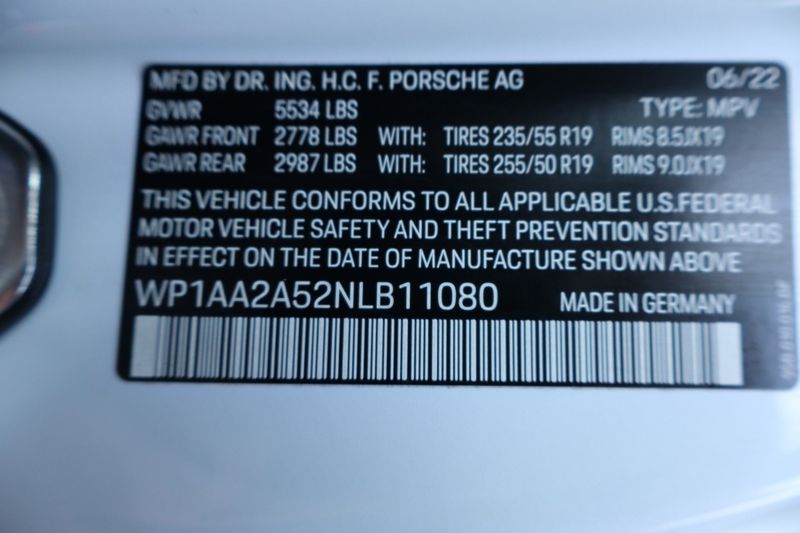 MFD BY DR. ING. H.C. F. PORSCHE AG 06/22
GVWR 5534 LBS TYPE: MPV
GAWR FRONT 2778 LBS WITH: TIRES 235/55 R19 RIMS 8.5JX19
GAWR REAR 2987 LBS WITH: TIRES 255/50 R19 RIMS 9.0JX19
THIS VEHICLE CONFORMS TO ALL APPLICABLE U.S.FEDERAL
MOTOR VEHICLE SAFETY AND THEFT PREVENTION STANDARDS
IN EFFECT ON THE DATE OF MANUFACTURE SHOWN ABOVE
WP1AA2A52NLB11080 MADE IN GERMANY